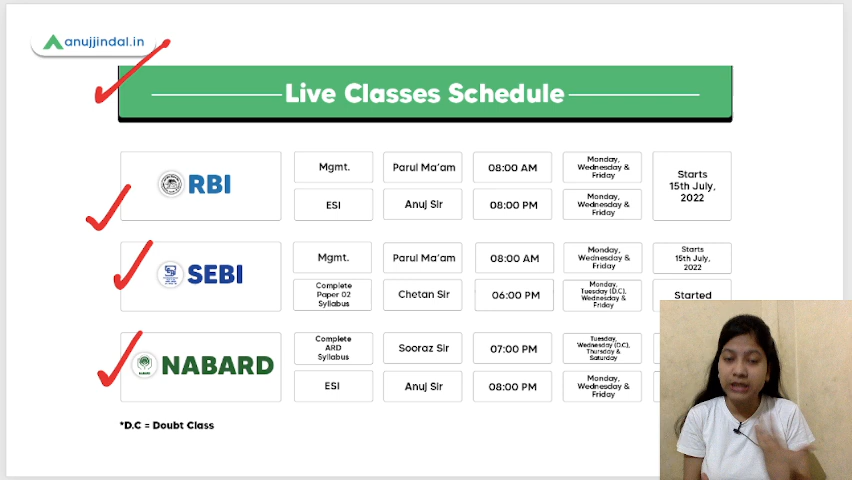 anujjindal.in
Live Classes Schedule
RBI
Mgmt.
Parul Ma'am
08:00 AM
Monday,
Wednesday &
Friday
Starts
15th July,
2022
ESI
Anuj Sir
08:00 PM
Monday,
Wednesday &
Friday
SEBI
Mgmt.
Parul Ma'am
08:00 AM
Monday,
Wednesday &
Friday
Starts
15th July,
2022
Complete
Paper 02
Syllabus
Chetan Sir
06:00 PM
Monday,
Tuesday (D.C),
Wednesday &
Friday
Started
NABARD
Complete
ARD
Syllabus
Sooraz Sir
07:00 PM
Tuesday,
Wednesday (D.C),
Thursday &
Saturday
ESI
Anuj Sir
08:00 PM
Monday,
Wednesday &
Friday
*D.C = Doubt Class